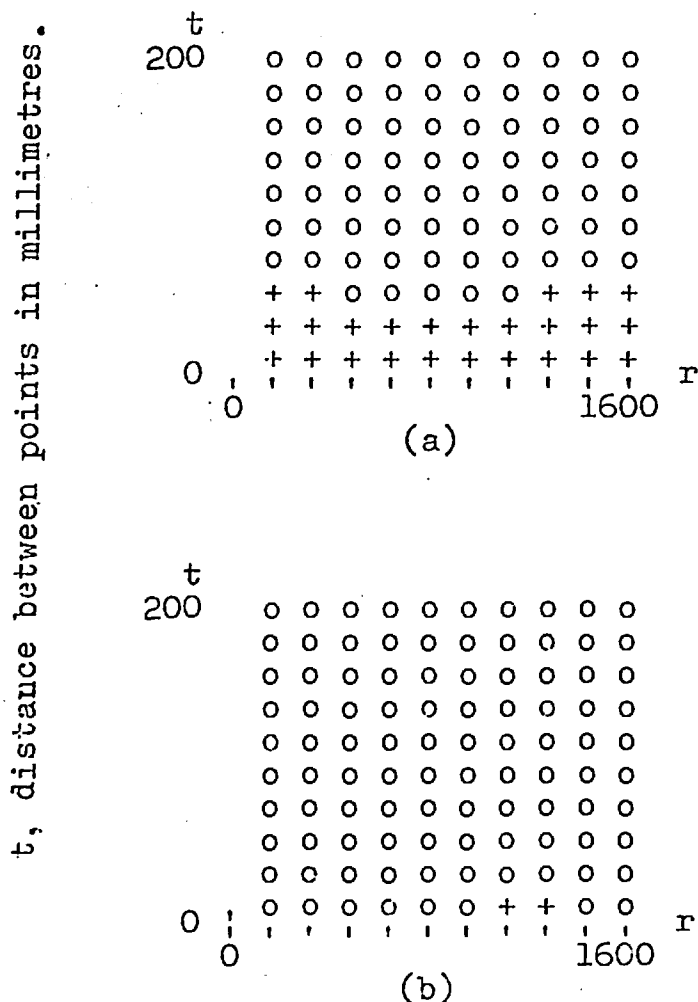 t, distance between points in millimetres.
t
200 o o o o o o o o o o
o o o o o o o o o o
o o o o o o o o o o
o o o o o o o o o o
o o o o o o o o o o
o o o o o o o o o o
o o o o o o o o o o
+ + o o o o o + + +
+ + + + + + + + + +
+ + + + + + + + + +
0 r
0 1600
(a)
t
200 o o o o o o o o o o
o o o o o o o o o o
o o o o o o o o o o
o o o o o o o o o o
o o o o o o o o o o
o o o o o o o o o o
o o o o o o o o o o
o o o o o o o o o o
o o o o o o o o o o
o o o o o o + + o o
0 r
0 1600
(b)